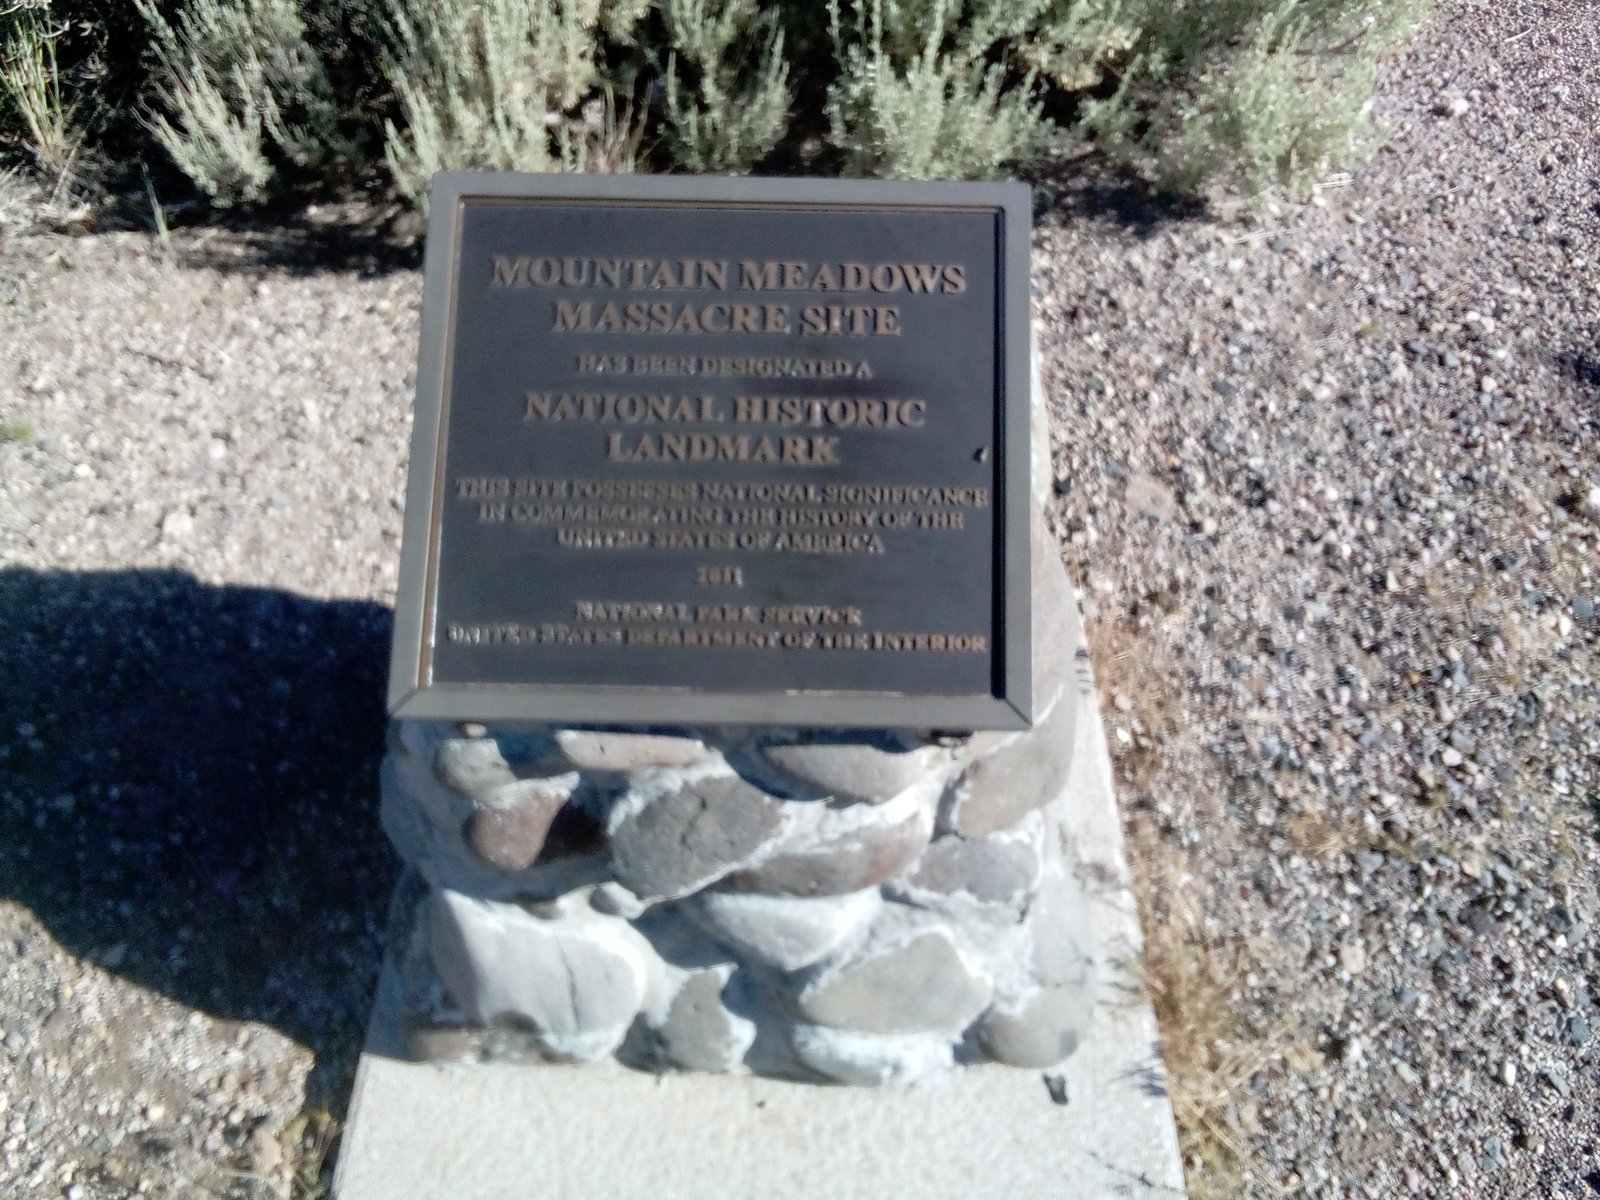 MOUNTAIN MEADOWS
MASSACRE SITE
HAS BEEN DESIGNATED A
NATIONAL HISTORIC
LANDMARK
THIS SITE POSSESSES NATIONAL SIGNIFICANCE
IN COMMEMORATING THE HISTORY OF THE
UNITED STATES OF AMERICA
2011
NATIONAL PARK SERVICE
UNITED STATES DEPARTMENT OF THE INTERIOR